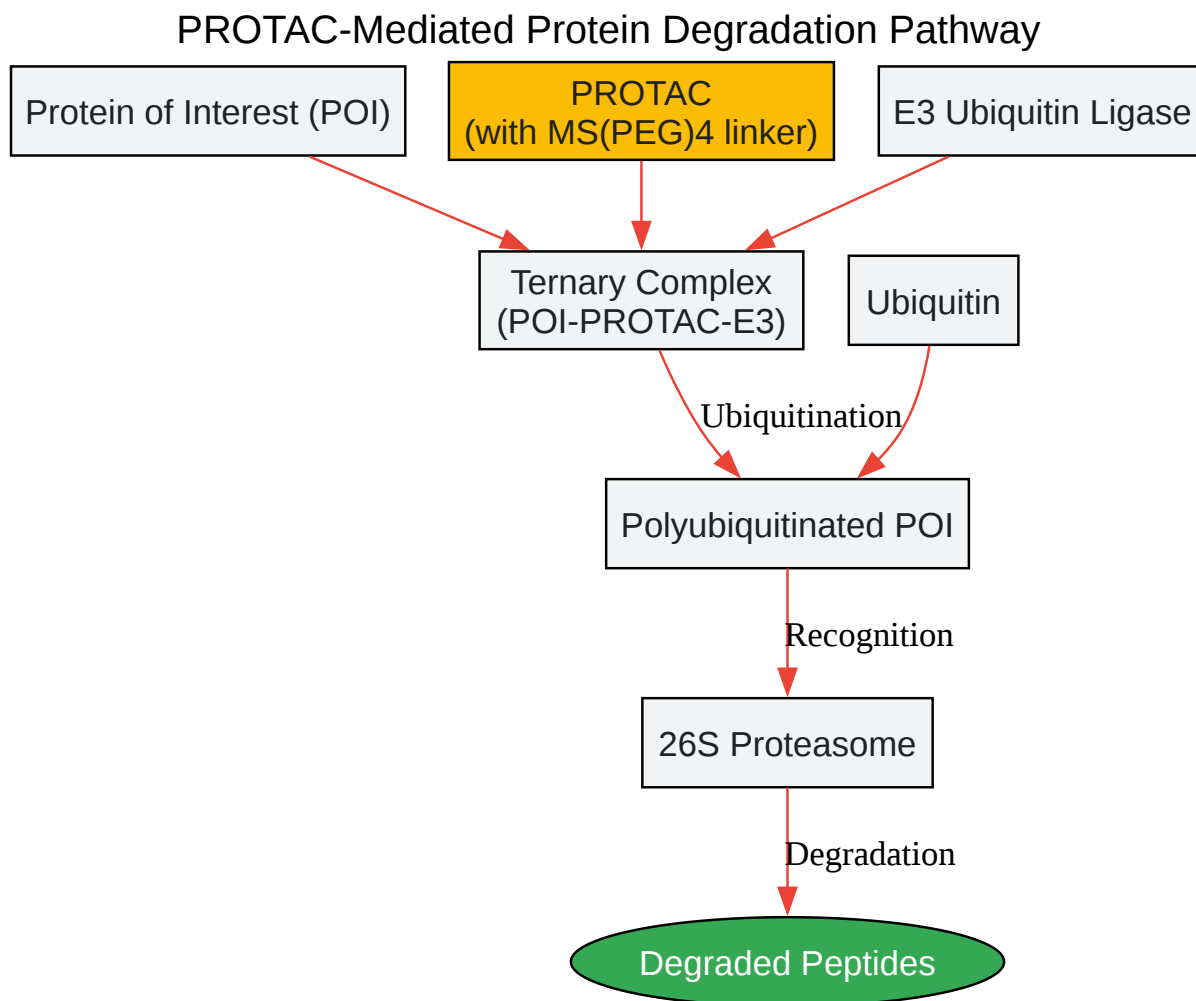 PROTAC-Mediated Protein Degradation Pathway
Protein of Interest (POI)
PROTAC
(with MS(PEG)4 linker)
E3 Ubiquitin Ligase
Ternary Complex
(POI-PROTAC-E3)
Ubiquitin
Ubiquitination
Polyubiquitinated POI
Recognition
26S Proteasome
Degradation
Degraded Peptides